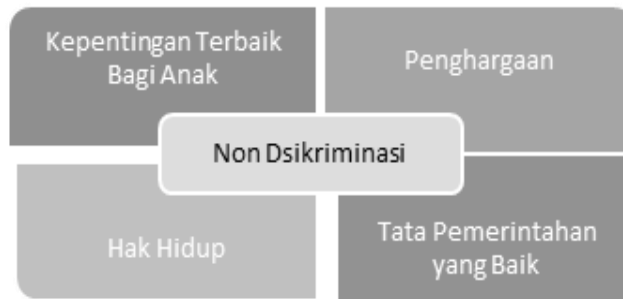 Kepentingan Terbaik
Bagi Anak
Penghargaan
Non Dsikriminasi
Hak Hidup
Tata Pemerintahan
yang Baik